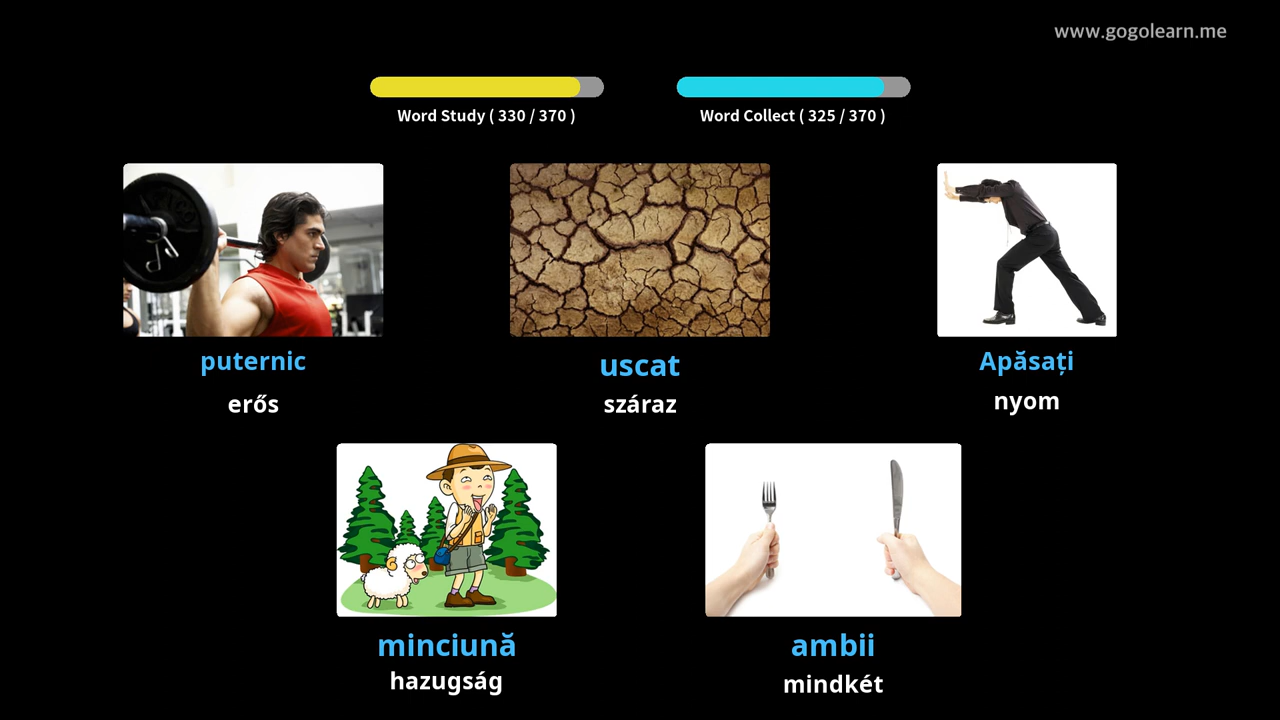 www.gogolearn.me
Word Study ( 330 / 370 )
Word Collect ( 325 / 370 )
puternic
erős
uscat
száraz
Apăsați
nyom
minciună
hazugság
ambii
mindkét